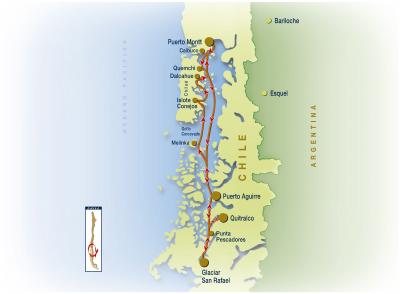 Bariloche
Puerto Montt
Calbuco
Quemchi
Dalcahue
Chiloé
Esquel
Islote
Conejos
OCEANO PACIFICO
ARGENTINA
CHILE
Golfo
Corcovado
Melinka
Puerto Aguirre
Quitralco
Punta
Pescadores
Glaciar
San Rafael